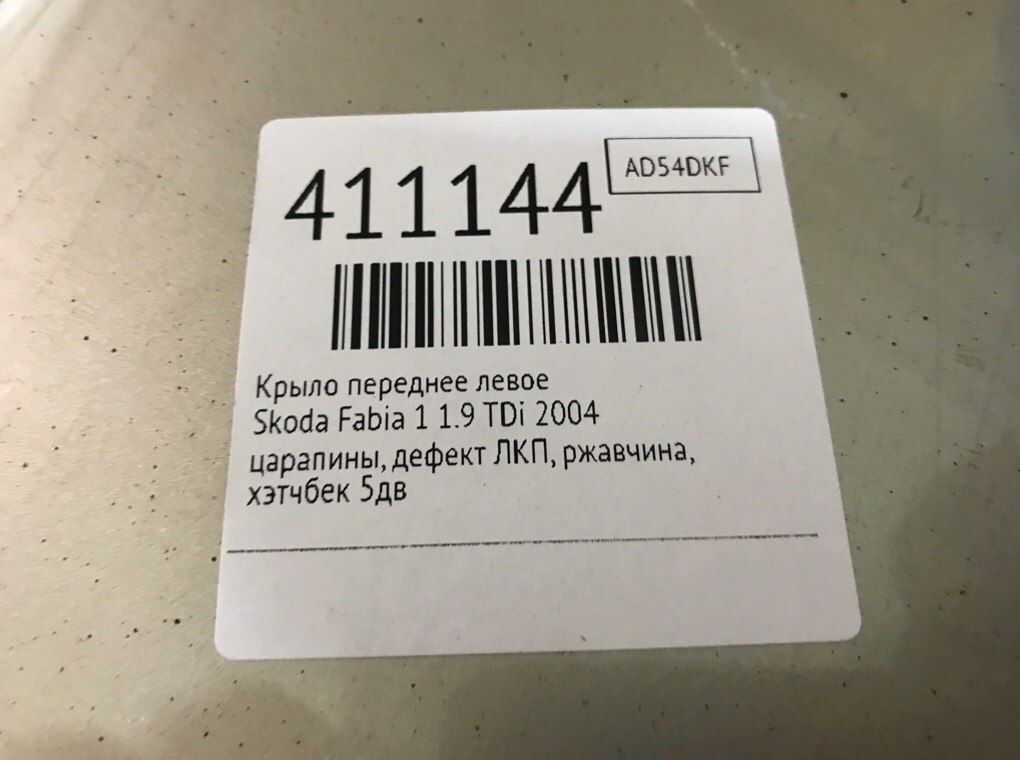 411144
AD54DKF
Крыло переднее левое
Skoda Fabia 1 1.9 TDi 2004
царапины, дефект ЛКП, ржавчина,
хэтчбек 5дв